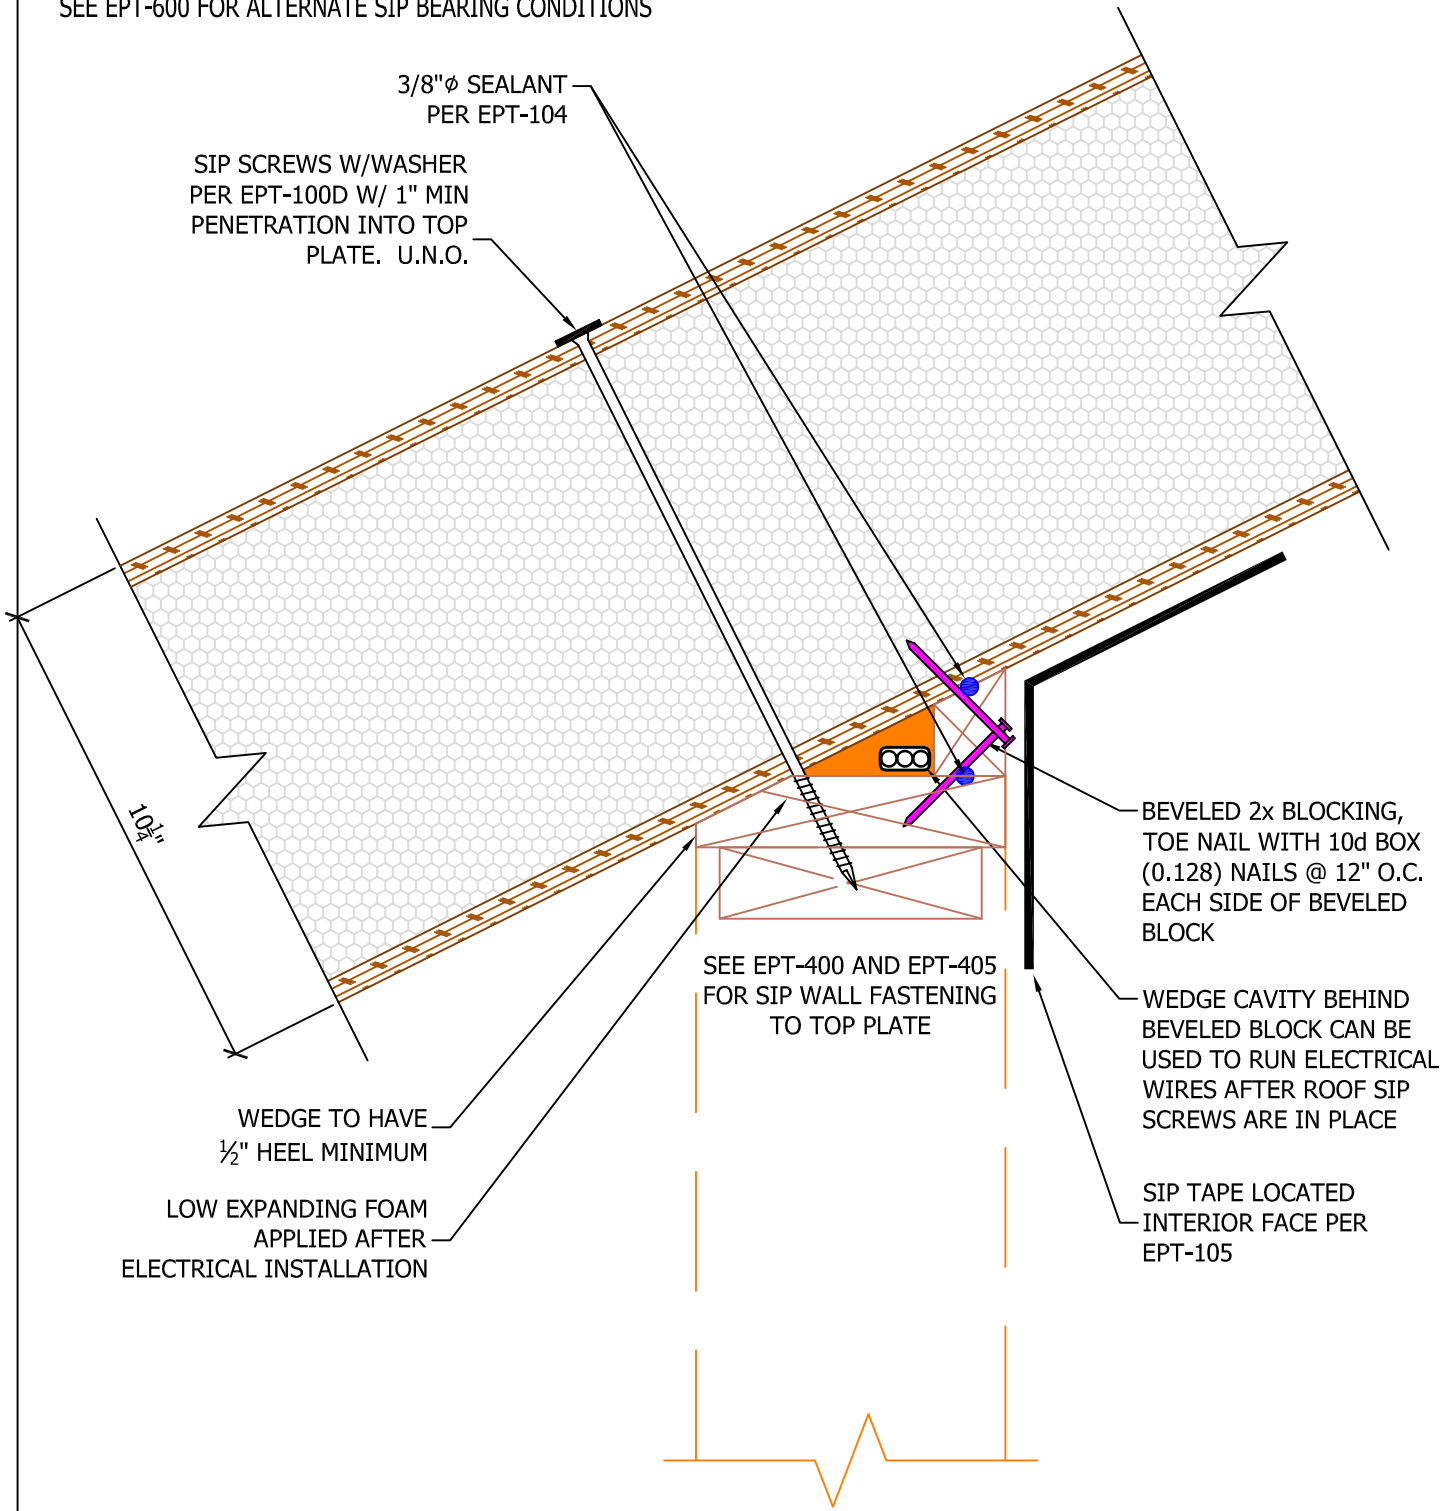 SEE EPT-600 FOR ALTERNATE SIP BEARING CONDITIONS
3/8"⌀ SEALANT
PER EPT-104
SIP SCREWS W/WASHER
PER EPT-100D W/ 1" MIN
PENETRATION INTO TOP
PLATE. U.N.O.
10¼"
BEVELED 2x BLOCKING,
TOE NAIL WITH 10d BOX
(0.128) NAILS @ 12" O.C.
EACH SIDE OF BEVELED
BLOCK
SEE EPT-400 AND EPT-405
FOR SIP WALL FASTENING
TO TOP PLATE
WEDGE CAVITY BEHIND
BEVELED BLOCK CAN BE
USED TO RUN ELECTRICAL
WIRES AFTER ROOF SIP
SCREWS ARE IN PLACE
WEDGE TO HAVE
½" HEEL MINIMUM
LOW EXPANDING FOAM
APPLIED AFTER
ELECTRICAL INSTALLATION
SIP TAPE LOCATED
INTERIOR FACE PER
EPT-105